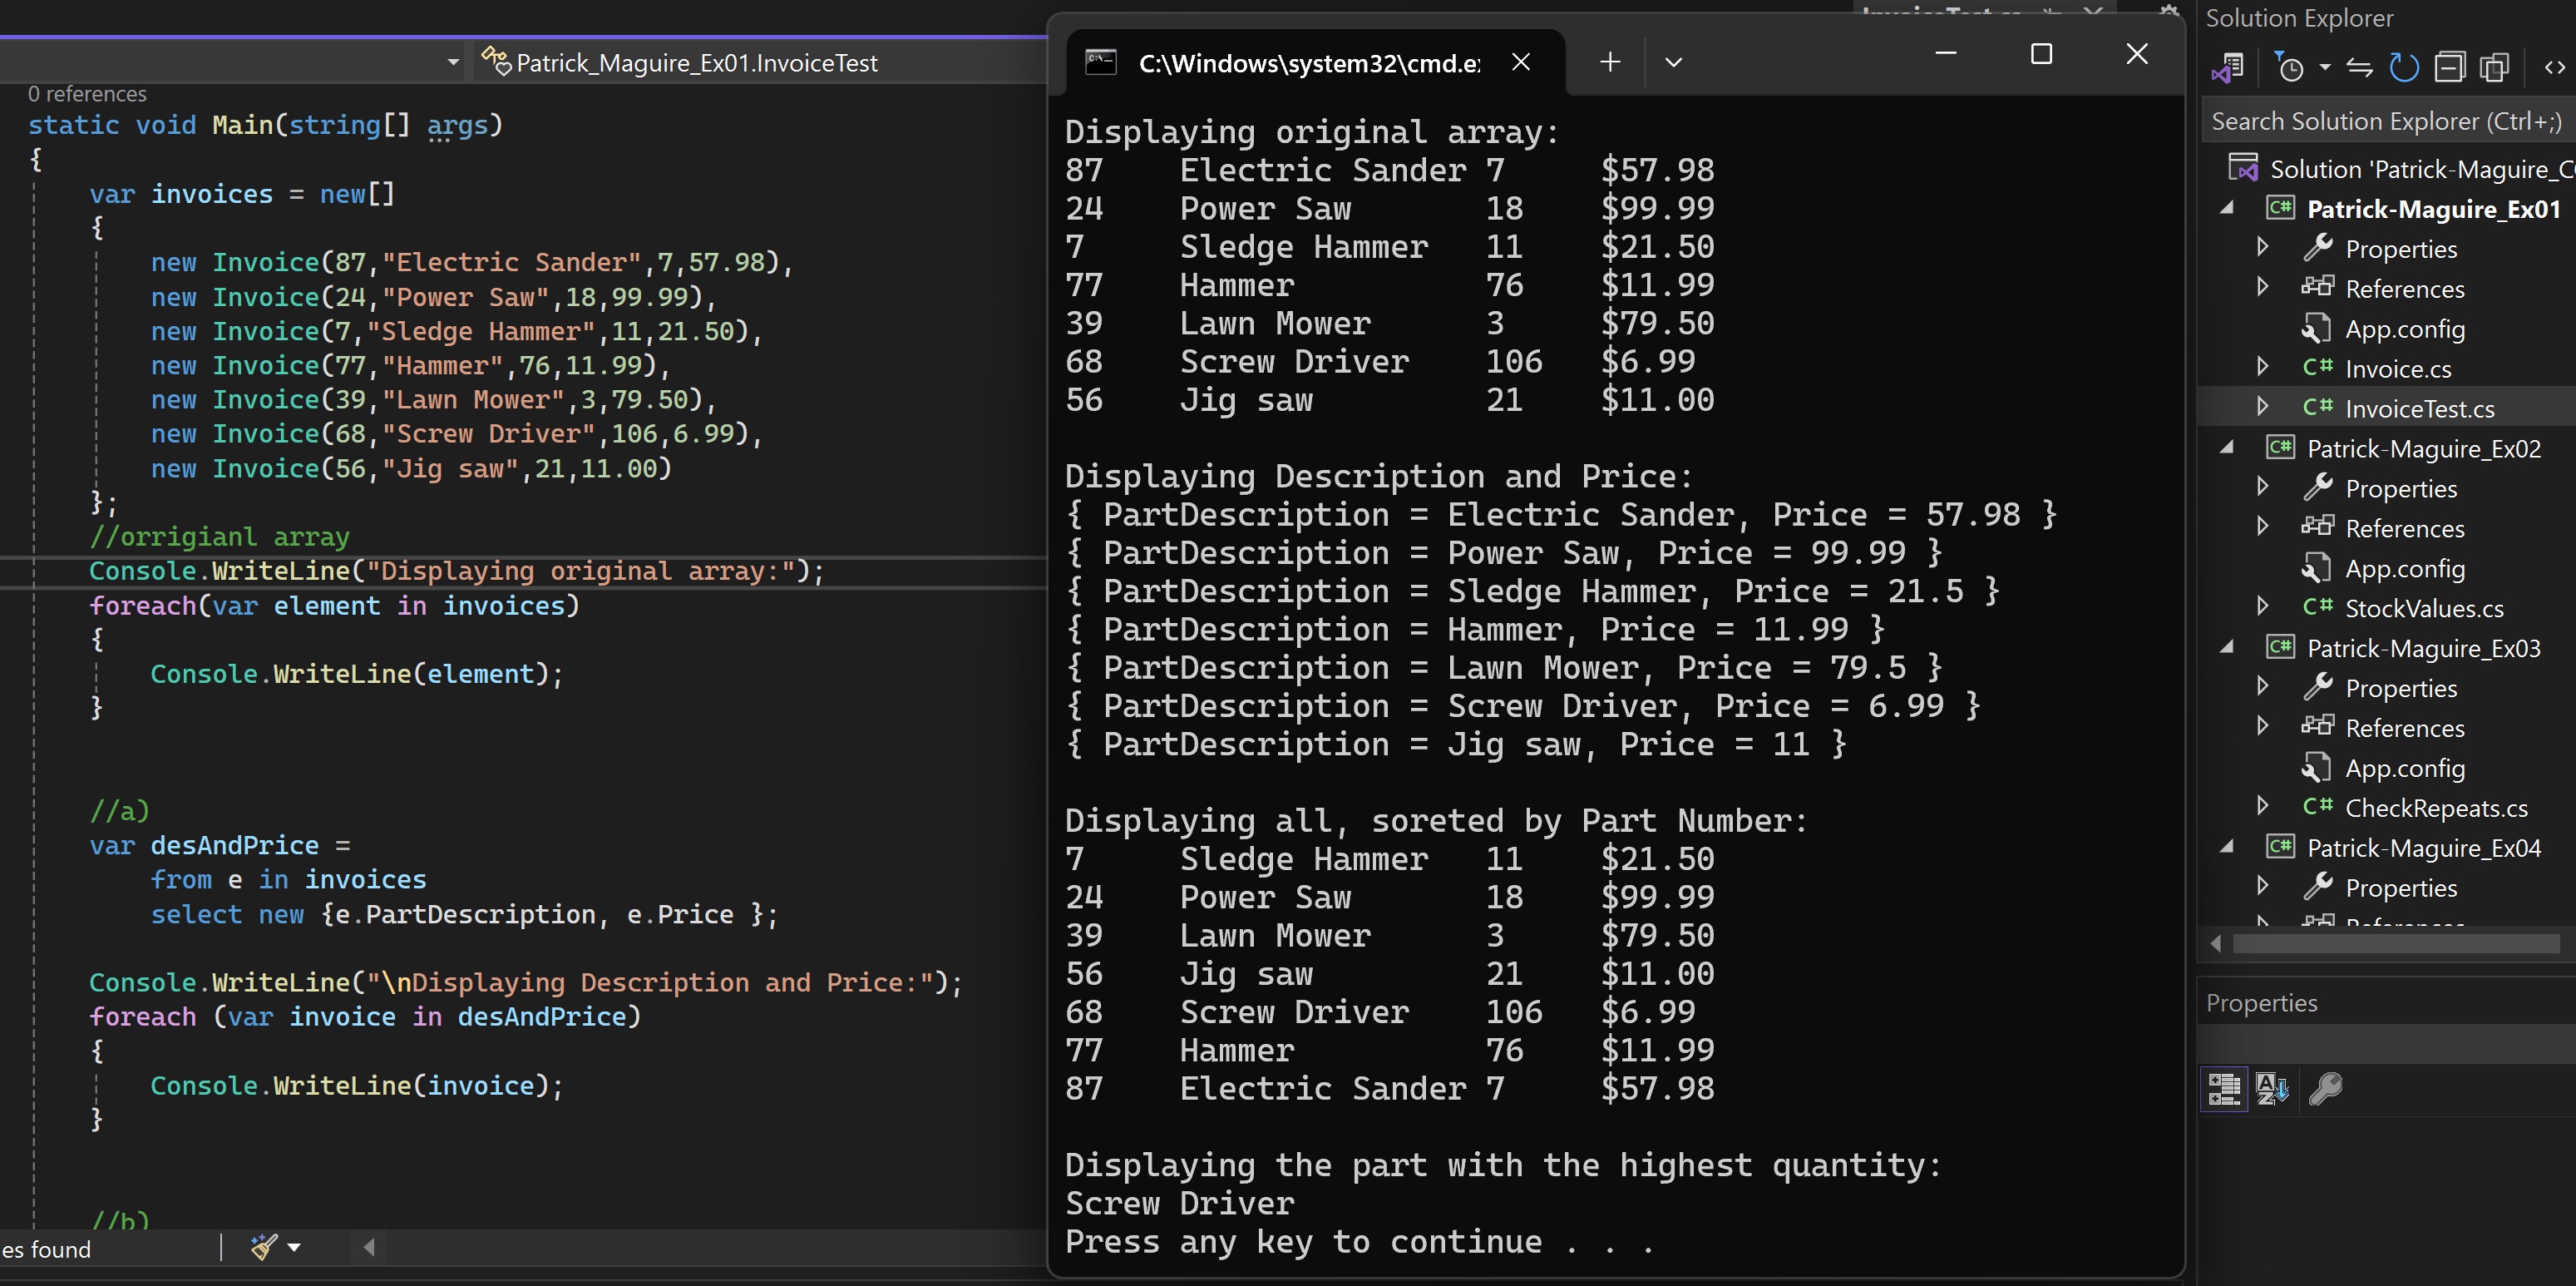 Patrick_Maguire_Ex01.InvoiceTest
0 references
static void Main(string[] args)
{
var invoices = new[]
{
new Invoice(87,"Electric Sander",7,57.98),
new Invoice(24,"Power Saw",18,99.99),
new Invoice(7,"Sledge Hammer",11,21.50),
new Invoice(77,"Hammer",76,11.99),
new Invoice(39,"Lawn Mower",3,79.50),
new Invoice(68,"Screw Driver",106,6.99),
new Invoice(56,"Jig saw",21,11.00)
};
//orrigianl array
Console.WriteLine("Displaying original array:");
foreach(var element in invoices)
{
Console.WriteLine(element);
}
//a)
var desAndPrice =
from e in invoices
select new {e.PartDescription, e.Price };
Console.WriteLine("\nDisplaying Description and Price:");
foreach (var invoice in desAndPrice)
{
Console.WriteLine(invoice);
}
//b)
es found
InvoiceTest.cs
C:\Windows\system32\cmd.e
Displaying original array:
87 Electric Sander 7 $57.98
24 Power Saw 18 $99.99
7 Sledge Hammer 11 $21.50
77 Hammer 76 $11.99
39 Lawn Mower 3 $79.50
68 Screw Driver 106 $6.99
56 Jig saw 21 $11.00
Displaying Description and Price:
{ PartDescription = Electric Sander, Price = 57.98 }
{ PartDescription = Power Saw, Price = 99.99 }
{ PartDescription = Sledge Hammer, Price = 21.5 }
{ PartDescription = Hammer, Price = 11.99 }
{ PartDescription = Lawn Mower, Price = 79.5 }
{ PartDescription = Screw Driver, Price = 6.99 }
{ PartDescription = Jig saw, Price = 11 }
Displaying all, soreted by Part Number:
7 Sledge Hammer 11 $21.50
24 Power Saw 18 $99.99
39 Lawn Mower 3 $79.50
56 Jig saw 21 $11.00
68 Screw Driver 106 $6.99
77 Hammer 76 $11.99
87 Electric Sander 7 $57.98
Displaying the part with the highest quantity:
Screw Driver
Press any key to continue . . .
Solution Explorer
Search Solution Explorer (Ctrl+;)
Solution 'Patrick-Maguire_C
C# Patrick-Maguire_Ex01
Properties
References
App.config
C# Invoice.cs
C# InvoiceTest.cs
C# Patrick-Maguire_Ex02
Properties
References
App.config
C# StockValues.cs
C# Patrick-Maguire_Ex03
Properties
References
App.config
C# CheckRepeats.cs
C# Patrick-Maguire_Ex04
Properties
References
Properties